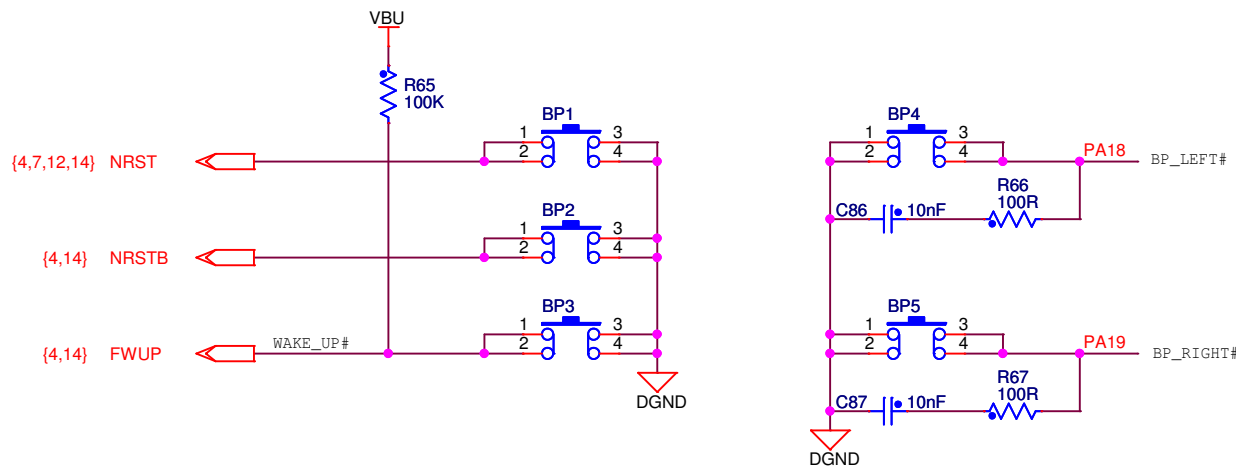 VBU
R65
100K
BP1
1 3
2 4
{4,7,12,14} NRST
BP2
1 3
2 4
{4,14} NRSTB
BP3
1 3
2 4
{4,14} FWUP WAKE_UP#
DGND
BP4
1 3
2 4
PA18 BP_LEFT#
R66
100R
C86 10nF
BP5
1 3
2 4
PA19 BP_RIGHT#
R67
100R
C87 10nF
DGND